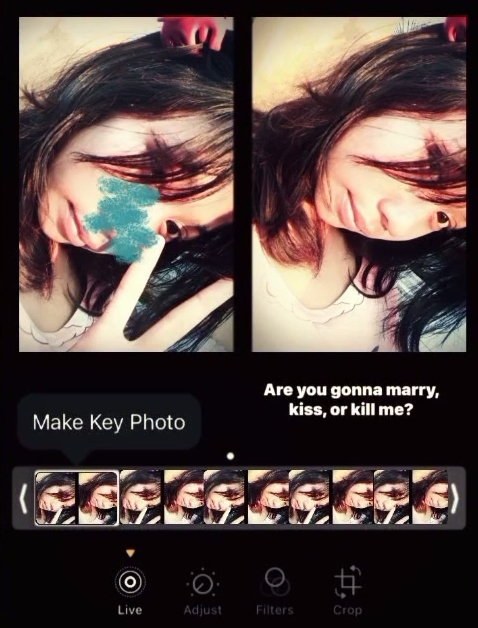 Are you gonna marry,
kiss, or kill me?
Make Key Photo
Live
Adjust
Filters
Crop